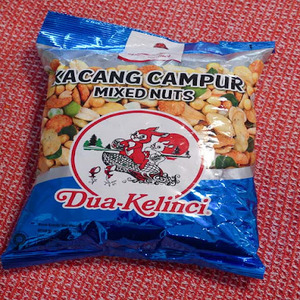 KACANG CAMPUR
MIXED NUTS
Dua-Kelinci